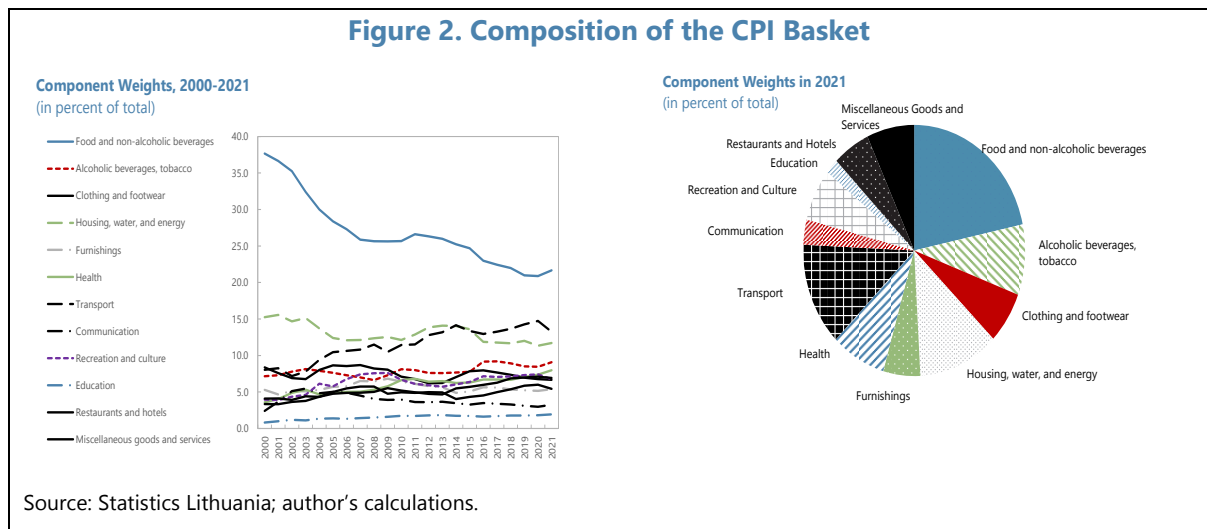 Figure 2. Composition of the CPI Basket
Component Weights, 2000-2021
(in percent of total)
Food and non-alcoholic beverages
Alcoholic beverages, tobacco
Clothing and footwear
Housing, water, and energy
Furnishings
Health
Transport
Communication
Recreation and culture
Education
Restaurants and hotels
Miscellaneous goods and services
40.0
35.0
30.0
25.0
20.0
15.0
10.0
5.0
0.0
2000
2001
2002
2003
2004
2005
2006
2007
2008
2009
2010
2011
2012
2013
2014
2015
2016
2017
2018
2019
2020
2021
Component Weights in 2021
(in percent of total)
Miscellaneous Goods and
Services
Restaurants and Hotels
Education
Recreation and Culture
Communication
Transport
Health
Furnishings
Housing, water, and energy
Clothing and footwear
Alcoholic beverages,
tobacco
Food and non-alcoholic beverages
Source: Statistics Lithuania; author’s calculations.